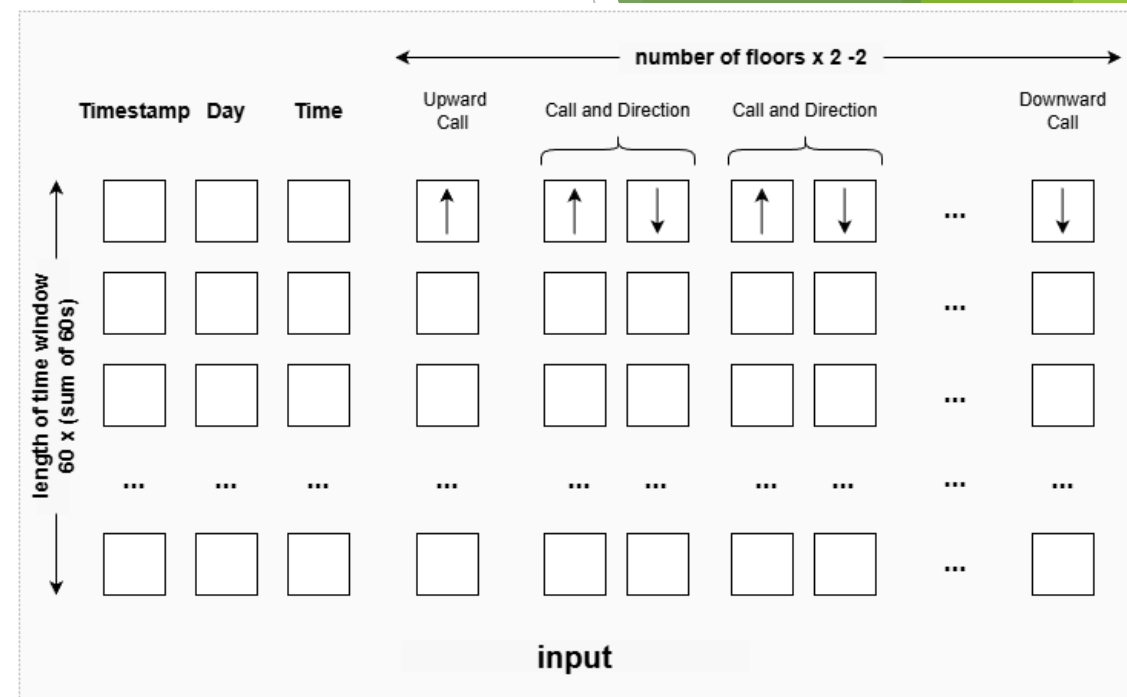 number of floors x 2 -2
Timestamp Day Time
Upward
Call
Call and Direction
Call and Direction
Downward
Call
...
length of time window
60 x (sum of 60s)
...
...
... ... ... ... ... ... ... ... ... ...
...
input